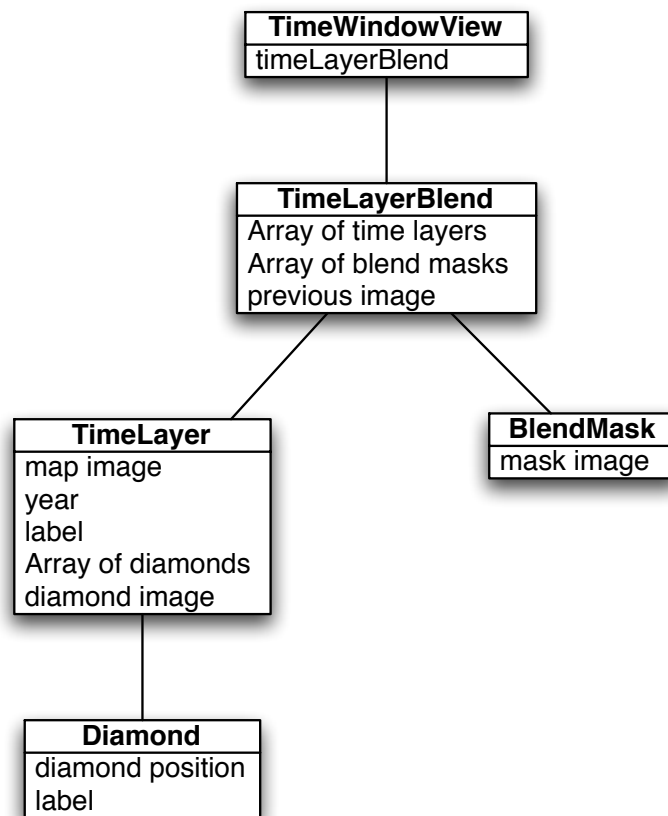 TimeWindowView
timeLayerBlend
TimeLayerBlend
Array of time layers
Array of blend masks
previous image
TimeLayer
map image
year
label
Array of diamonds
diamond image
BlendMask
mask image
Diamond
diamond position
label